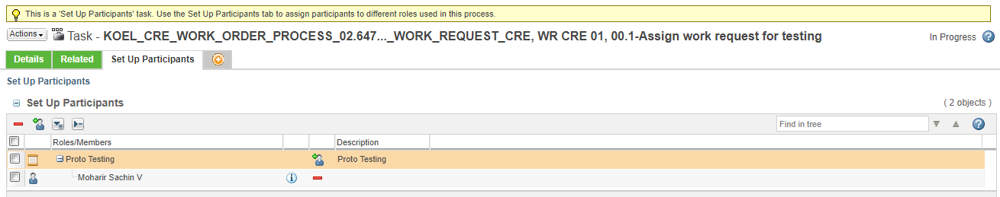 This is a 'Set Up Participants' task. Use the Set Up Participants tab to assign participants to different roles used in this process.
Actions Task - KOEL_CRE_WORK_ORDER_PROCESS_02.647..._WORK_REQUEST_CRE, WR CRE 01, 00.1-Assign work request for testing In Progress ?
Details Related Set Up Participants
Set Up Participants
Set Up Participants ( 2 objects )
Find in tree ?
Roles/Members Description
Proto Testing Proto Testing
Moharir Sachin V i